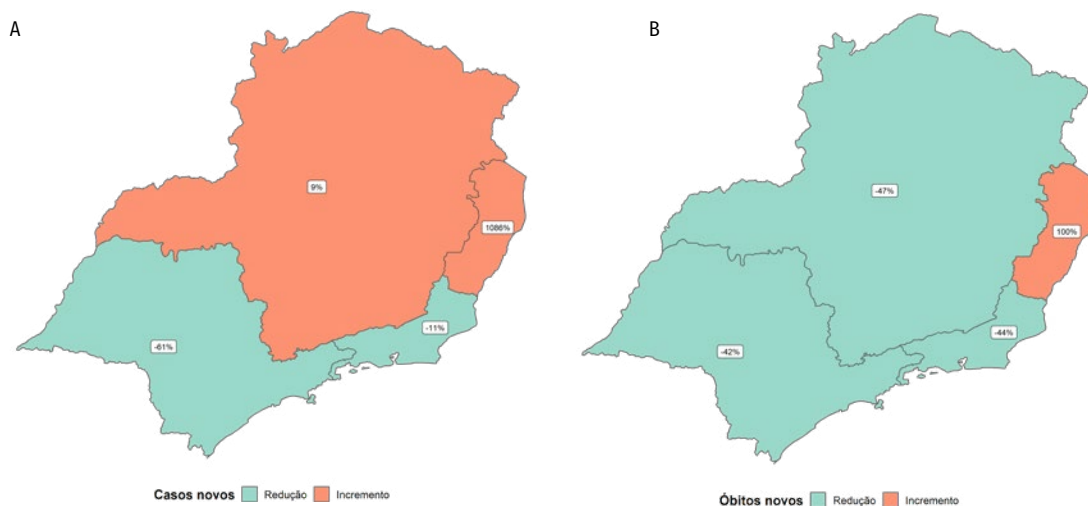 A
9%
1086%
-11%
-61%
Casos novos Redução Incremento
B
-47%
100%
-44%
-42%
Óbitos novos Redução Incremento